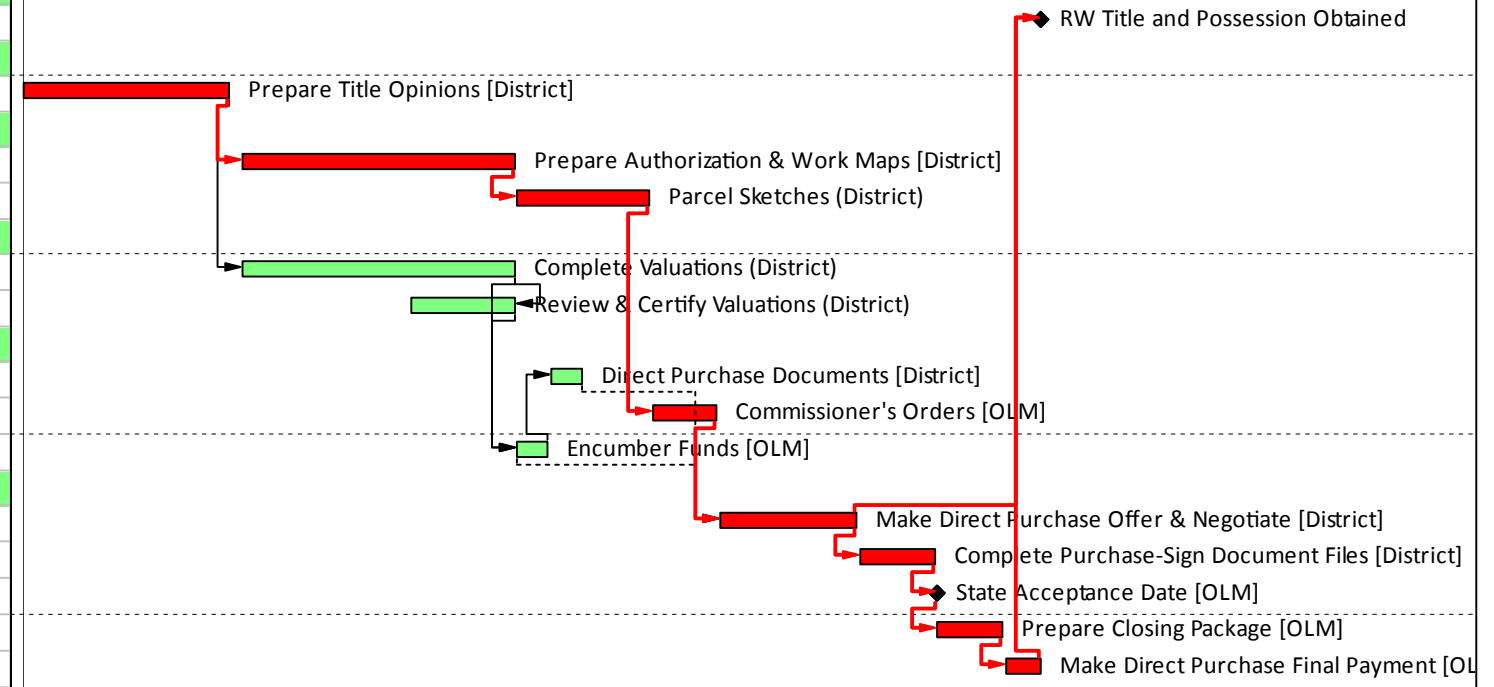 RW Title and Possession Obtained
Prepare Title Opinions [District]
Prepare Authorization & Work Maps [District]
Parcel Sketches (District)
Complete Valuations (District)
Review & Certify Valuations (District)
Direct Purchase Documents [District]
Commissioner's Orders [OLM]
Encumber Funds [OLM]
Make Direct Purchase Offer & Negotiate [District]
Complete Purchase-Sign Document Files [District]
State Acceptance Date [OLM]
Prepare Closing Package [OLM]
Make Direct Purchase Final Payment [OL